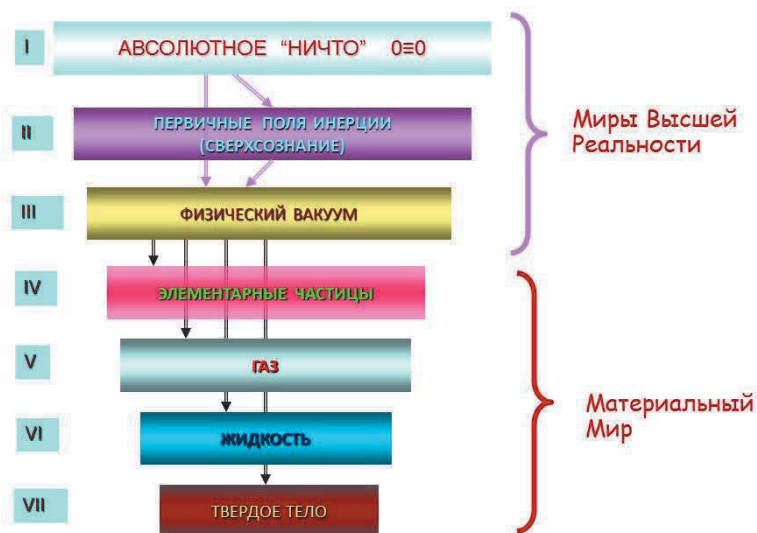 I
АБСОЛЮТНОЕ “НИЧТО” 0≡0
II
ПЕРВИЧНЫЕ ПОЛЯ ИНЕРЦИИ
(СВЕРХСОЗНАНИЕ)
III
ФИЗИЧЕСКИЙ ВАКУУМ
Миры Высшей
Реальности
IV
ЭЛЕМЕНТАРНЫЕ ЧАСТИЦЫ
V
ГАЗ
VI
ЖИДКОСТЬ
VII
ТВЕРДОЕ ТЕЛО
Материальный
Мир